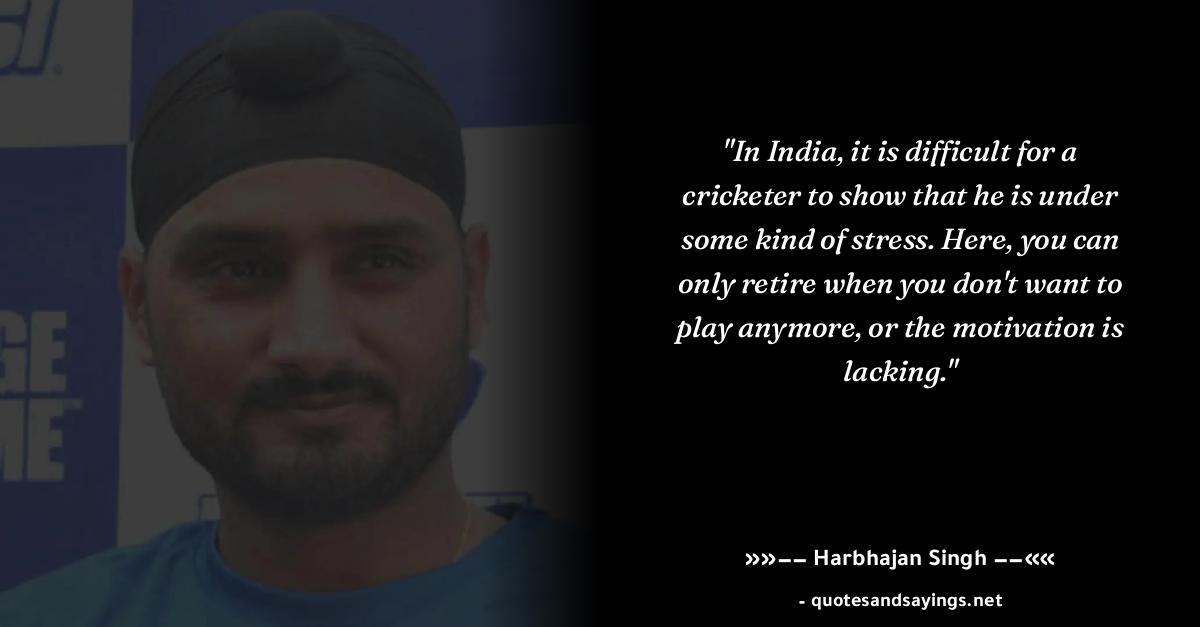 "In India, it is difficult for a
cricketer to show that he is under
some kind of stress. Here, you can
only retire when you don't want to
play anymore, or the motivation is
lacking."
»»−− Harbhajan Singh −−««
- quotesandsayings.net
GE
ME